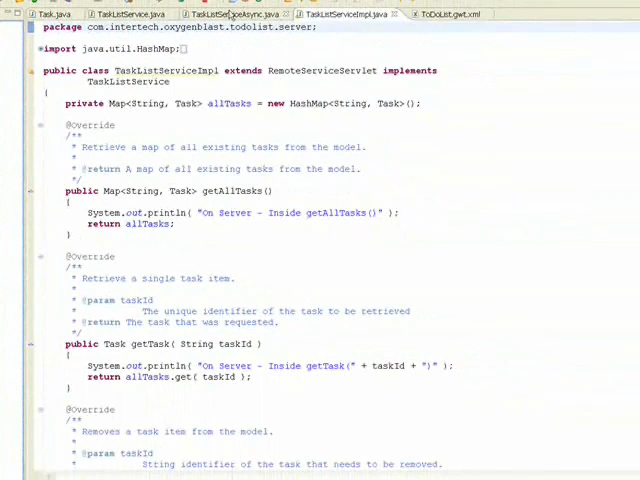 Task.java TaskListService.java TaskListServiceAsync.java TaskListServiceImpl.java ToDoList.gwt.xml
package com.intertech.oxygenblast.todolist.server;
import java.util.HashMap;
public class TaskListServiceImpl extends RemoteServiceServlet implements
TaskListService
{
private Map<String, Task> allTasks = new HashMap<String, Task>();
@Override
/**
* Retrieve a map of all existing tasks from the model.
*
* @return A map of all existing tasks from the model.
*/
public Map<String, Task> getAllTasks()
{
System.out.println( "On Server - Inside getAllTasks()" );
return allTasks;
}
@Override
/**
* Retrieve a single task item.
*
* @param taskId
* The unique identifier of the task to be retrieved
* @return The task that was requested.
*/
public Task getTask( String taskId )
{
System.out.println( "On Server - Inside getTask(" + taskId + ")" );
return allTasks.get( taskId );
}
@Override
/**
* Removes a task item from the model.
*
* @param taskId
* String identifier of the task that needs to be removed.